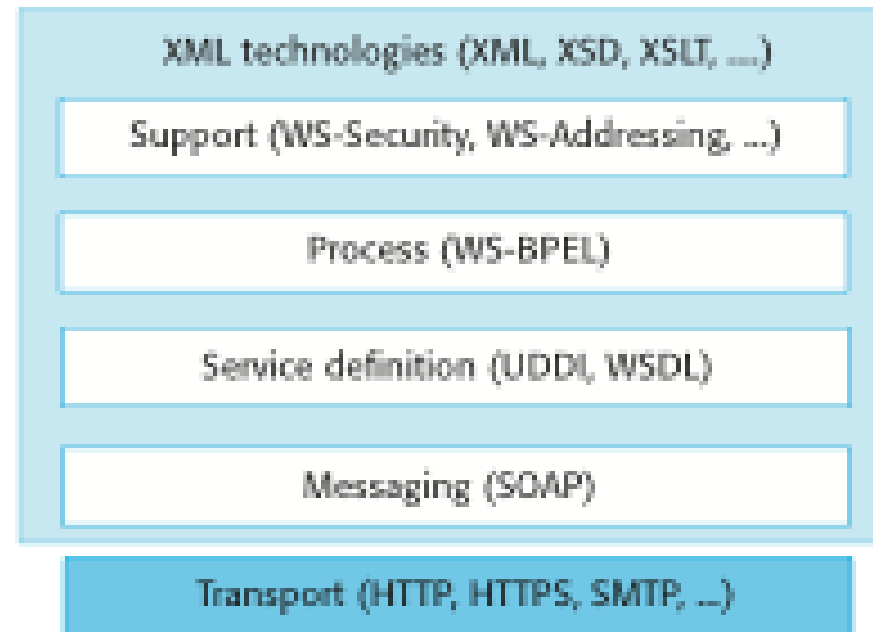 XML technologies (XML, XSD, XSLT, ....)
Support (WS-Security, WS-Addressing, ...)
Process (WS-BPEL)
Service definition (UDDI, WSDL)
Messaging (SOAP)
Transport (HTTP, HTTPS, SMTP, ...)